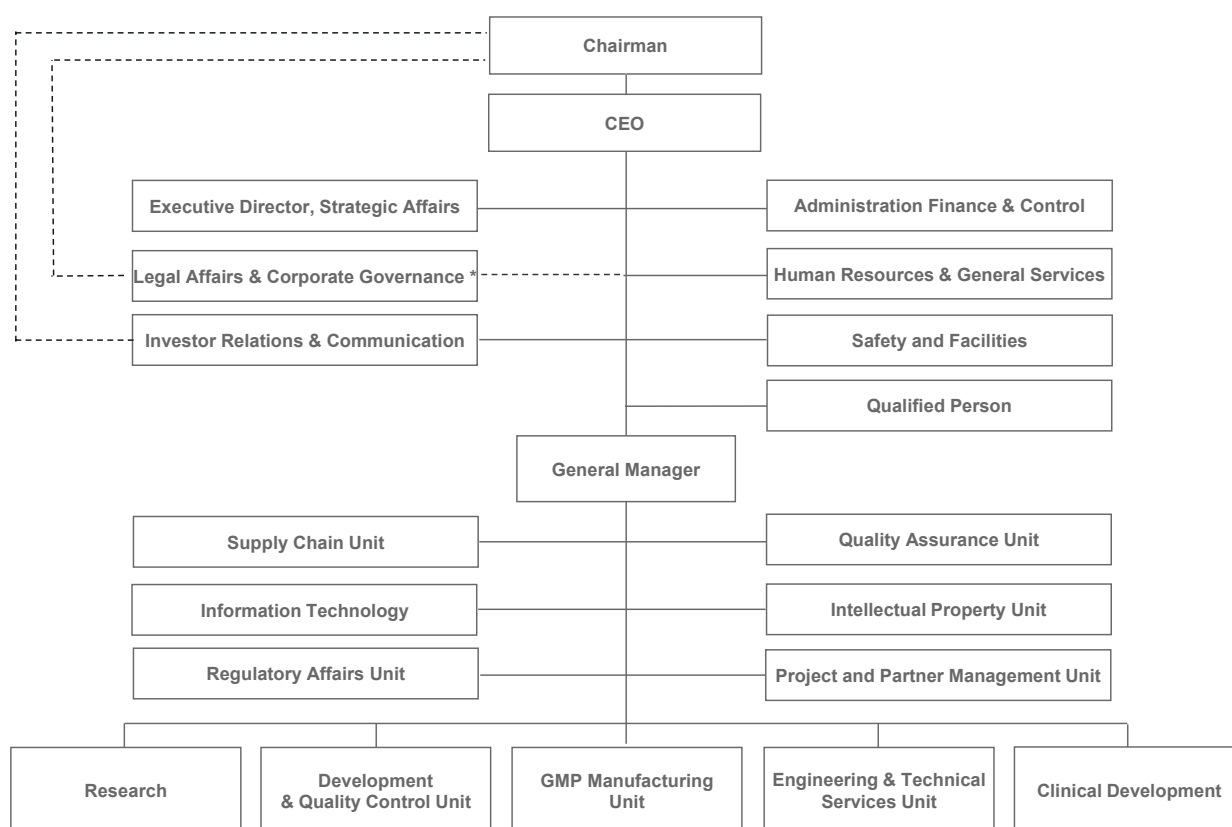 Chairman
CEO
Executive Director, Strategic Affairs
Administration Finance & Control
Legal Affairs & Corporate Governance *
Human Resources & General Services
Investor Relations & Communication
Safety and Facilities
Qualified Person
General Manager
Supply Chain Unit
Quality Assurance Unit
Information Technology
Intellectual Property Unit
Regulatory Affairs Unit
Project and Partner Management Unit
Research
Development
& Quality Control Unit
GMP Manufacturing
Unit
Engineering & Technical
Services Unit
Clinical Development